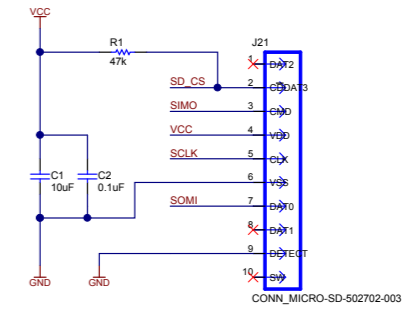 VCC
R1
47k
J21
1 DAT2
SD_CS 2 CD/DAT3
SIMO 3 CMD
VCC 4 VDD
SCLK 5 CLK
C1
10uF
C2
0.1uF
6 VSS
SOMI 7 DAT0
8 DAT1
9 DETECT
10 SW
GND
GND
CONN_MICRO-SD-502702-003